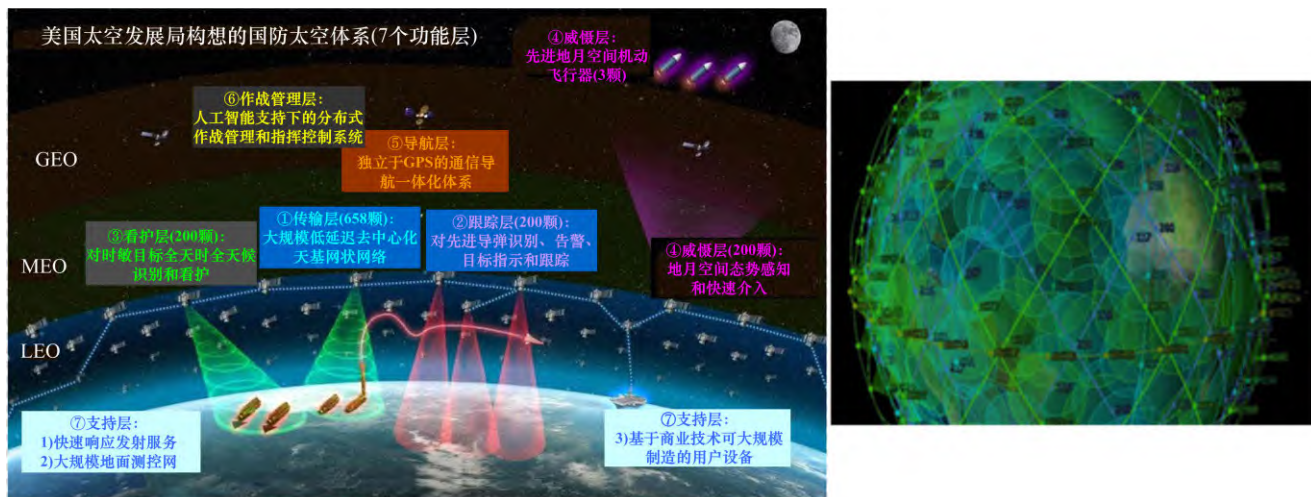 美国太空发展局构想的国防太空体系(7个功能层)
④威慑层：
先进地月空间机动
飞行器(3颗)
⑥作战管理层：
人工智能支持下的分布式
作战管理和指挥控制系统
⑤导航层：
独立于GPS的通信导
航一体化体系
GEO
①传输层(658颗)：
大规模低延迟去中心化
天基网状网络
②跟踪层(200颗)：
对先进导弹识别、告警、
目标指示和跟踪
③看护层(200颗)：
对时敏目标全天时全天候
识别和看护
MEO
④威慑层(200颗)：
地月空间态势感知
和快速介入
LEO
⑦支持层：
1)快速响应发射服务
2)大规模地面测控网
⑦支持层：
3)基于商业技术可大规模
制造的用户设备